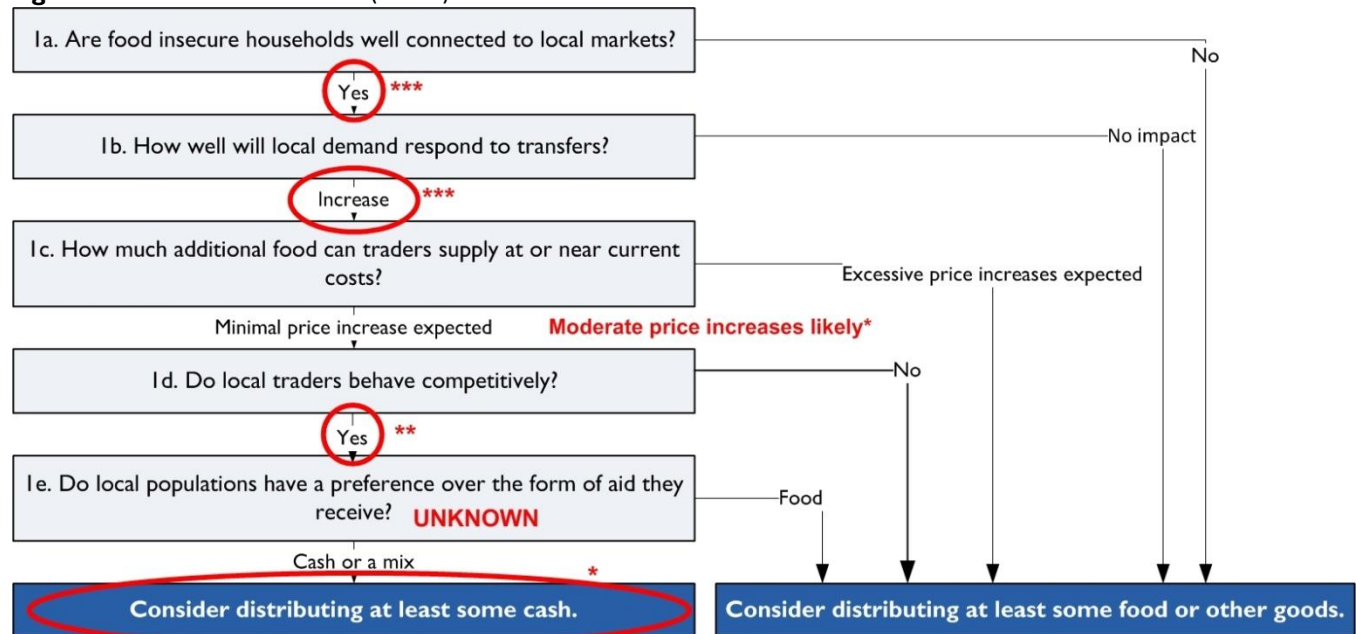 1a. Are food insecure households well connected to local markets?
No
Yes ***
1b. How well will local demand respond to transfers?
No impact
Increase ***
1c. How much additional food can traders supply at or near current
costs?
Excessive price increases expected
Minimal price increase expected Moderate price increases likely*
1d. Do local traders behave competitively?
No
Yes **
1e. Do local populations have a preference over the form of aid they
receive? UNKNOWN
Food
Cash or a mix
*
Consider distributing at least some cash.
Consider distributing at least some food or other goods.